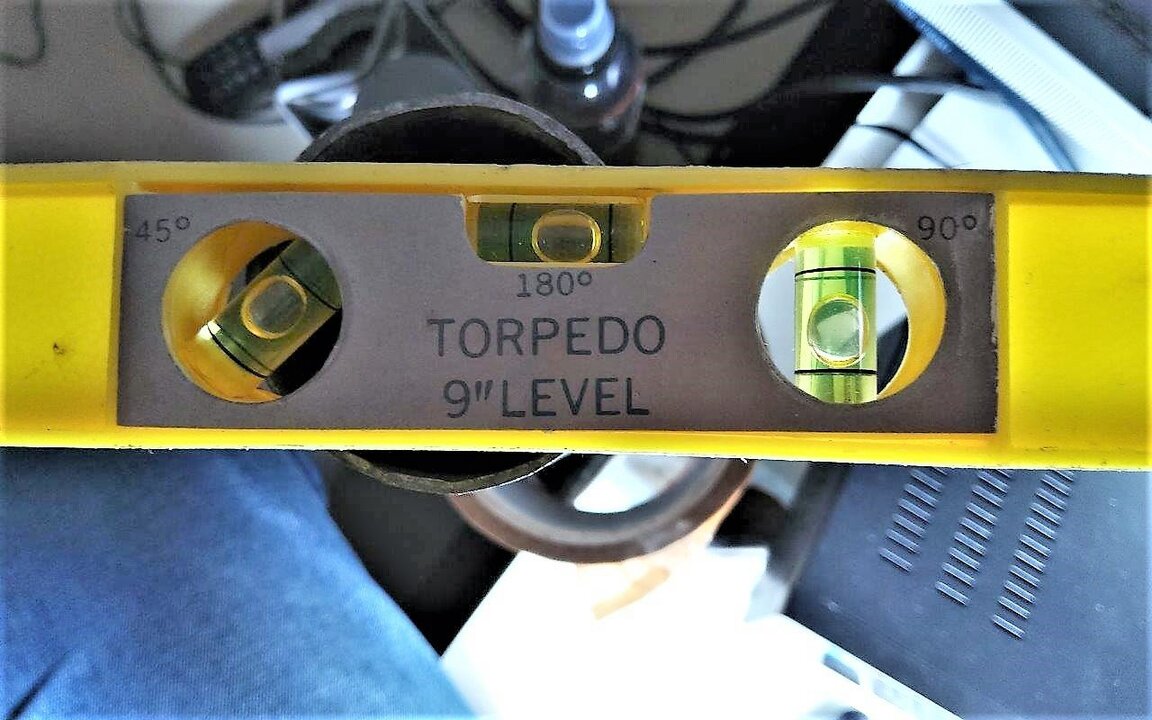 45° 90°
180°
TORPEDO
9" LEVEL